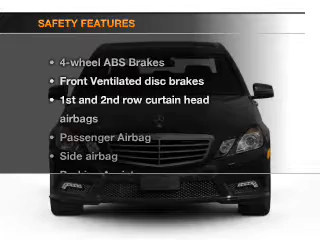 SAFETY FEATURES
• 4-wheel ABS Brakes
• Front Ventilated disc brakes
• 1st and 2nd row curtain head
airbags
• Passenger Airbag
• Side airbag